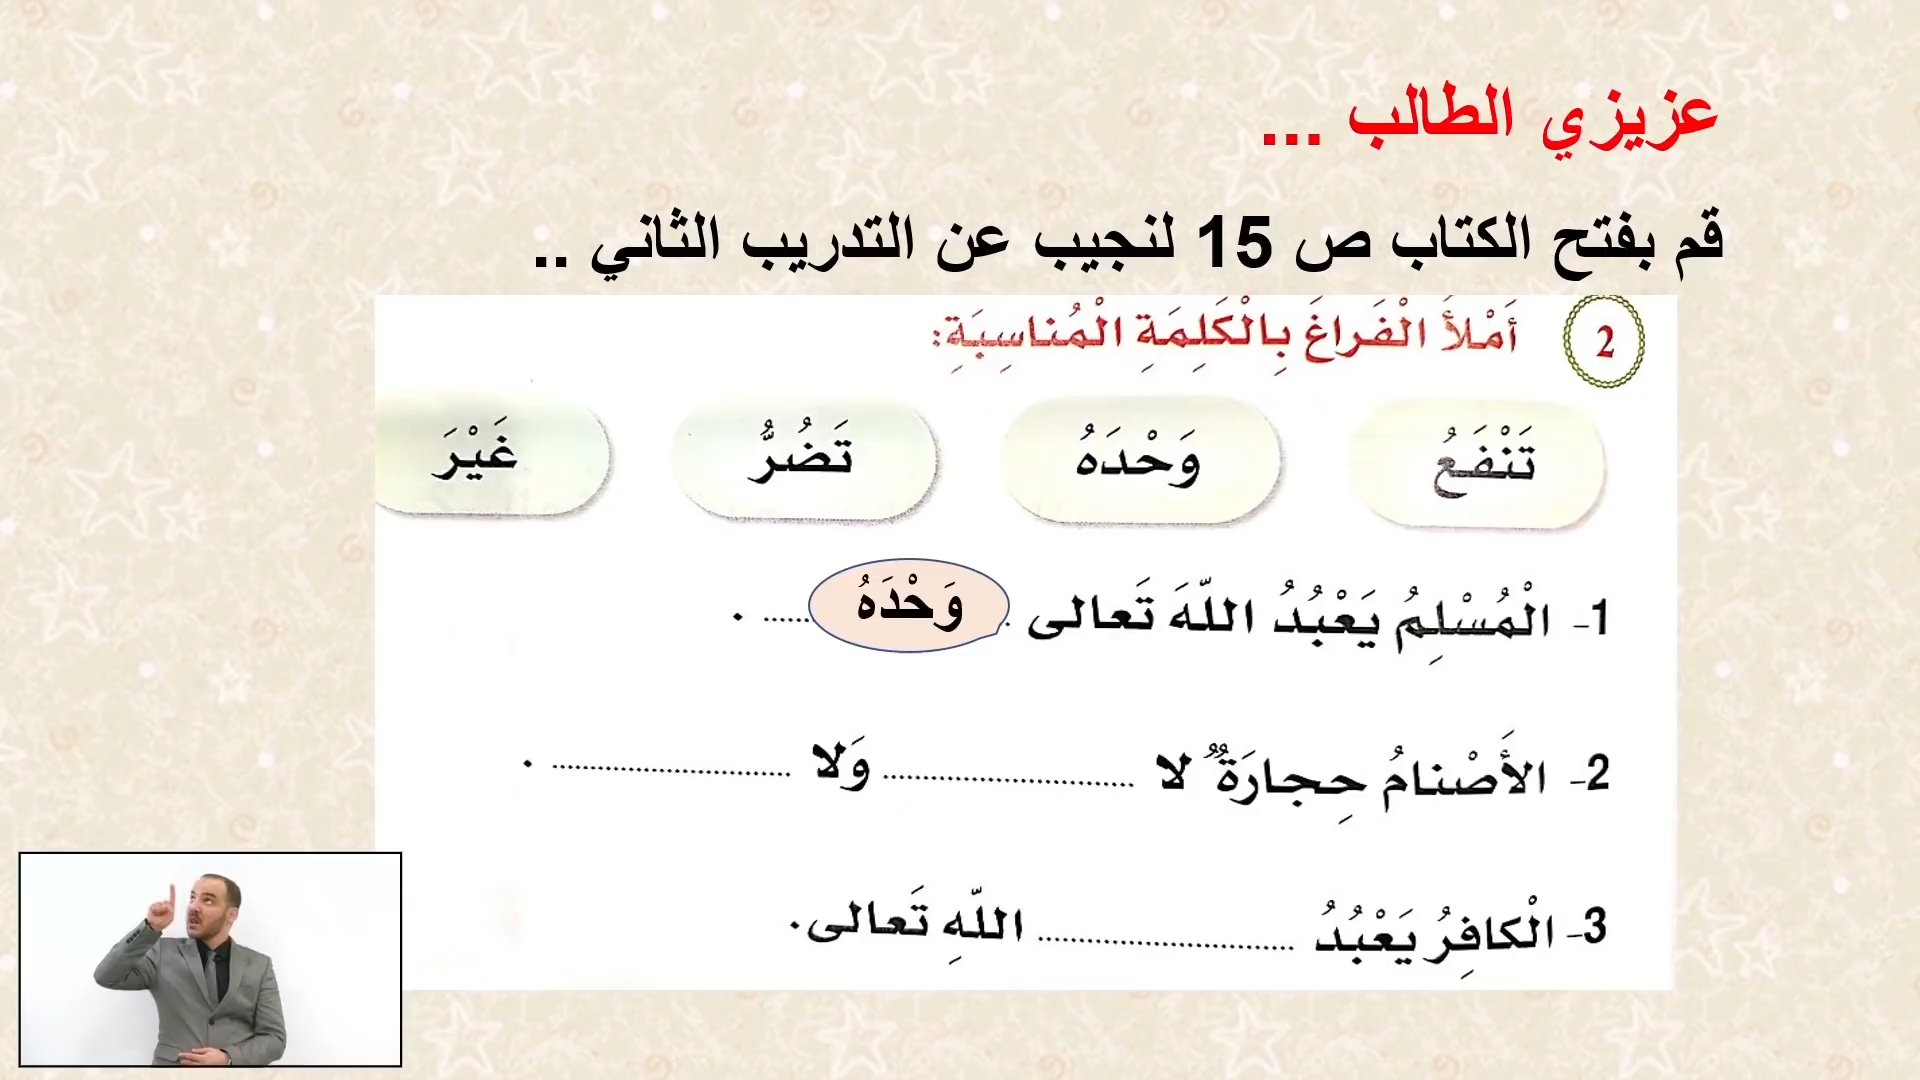 عزيزي الطالب ...
قم بفتح الكتاب ص 15 لنجيب عن التدريب الثاني ..
2 أَمْلأُ الْفَراغَ بِالْكَلِمَةِ الْمُناسِبَةِ:
تَنْفَعُ وَحْدَهُ تَضُرُّ غَيْرَ
1- الْمُسْلِمُ يَعْبُدُ اللّهَ تَعالى . وَحْدَهُ ...... .
2- الأَصْنامُ حِجارَةٌ لا .................... وَلا .................... .
3- الْكافِرُ يَعْبُدُ .................... اللّهِ تَعالى.